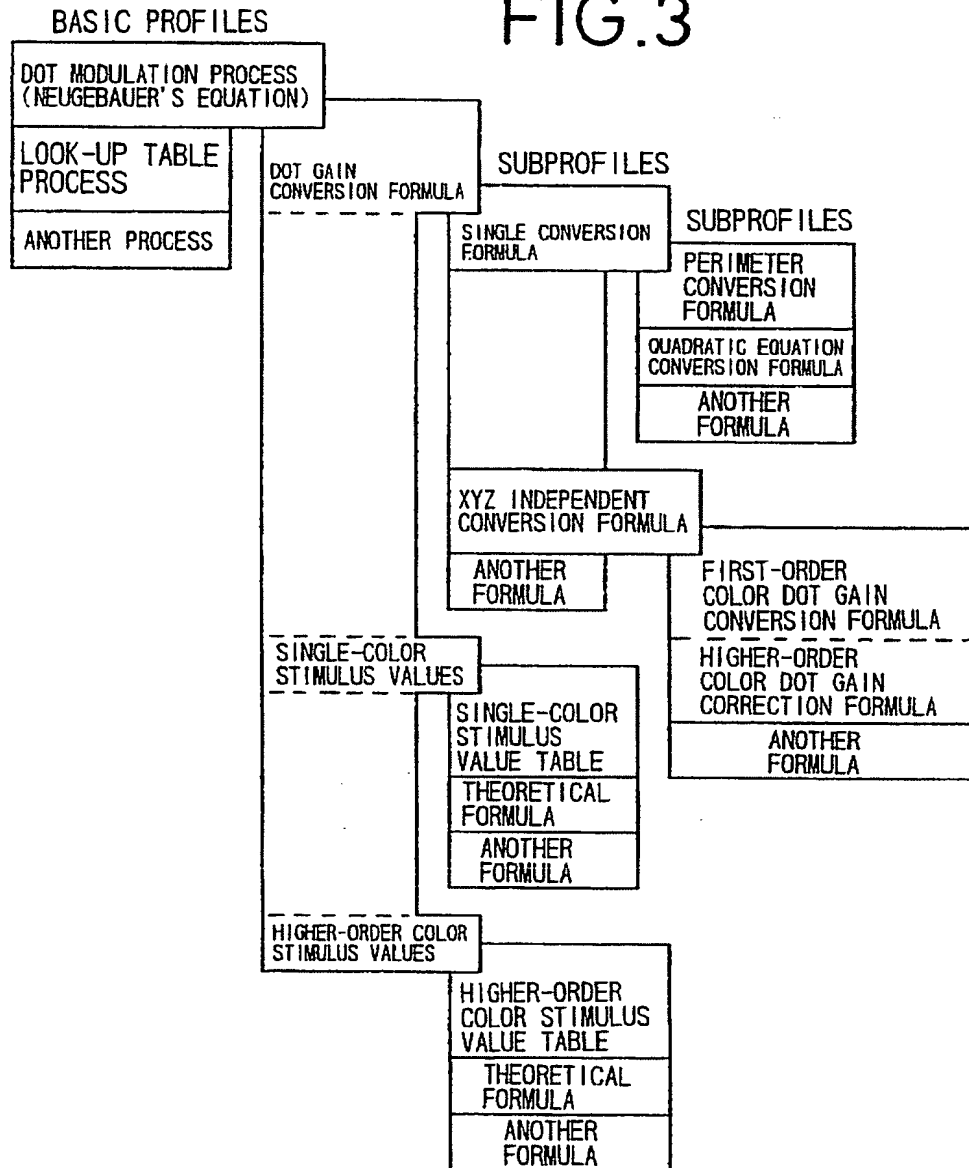 FIG.3
BASIC PROFILES
DOT MODULATION PROCESS
(NEUGEBAUER'S EQUATION)
LOOK-UP TABLE
PROCESS
ANOTHER PROCESS
DOT GAIN
CONVERSION FORMULA
SUBPROFILES
SINGLE CONVERSION
FORMULA
SUBPROFILES
PERIMETER
CONVERSION
FORMULA
QUADRATIC EQUATION
CONVERSION FORMULA
ANOTHER
FORMULA
XYZ INDEPENDENT
CONVERSION FORMULA
ANOTHER
FORMULA
FIRST-ORDER
COLOR DOT GAIN
CONVERSION FORMULA
HIGHER-ORDER
COLOR DOT GAIN
CORRECTION FORMULA
ANOTHER
FORMULA
SINGLE-COLOR
STIMULUS VALUES
SINGLE-COLOR
STIMULUS
VALUE TABLE
THEORETICAL
FORMULA
ANOTHER
FORMULA
HIGHER-ORDER COLOR
STIMULUS VALUES
HIGHER-ORDER
COLOR STIMULUS
VALUE TABLE
THEORETICAL
FORMULA
ANOTHER
FORMULA